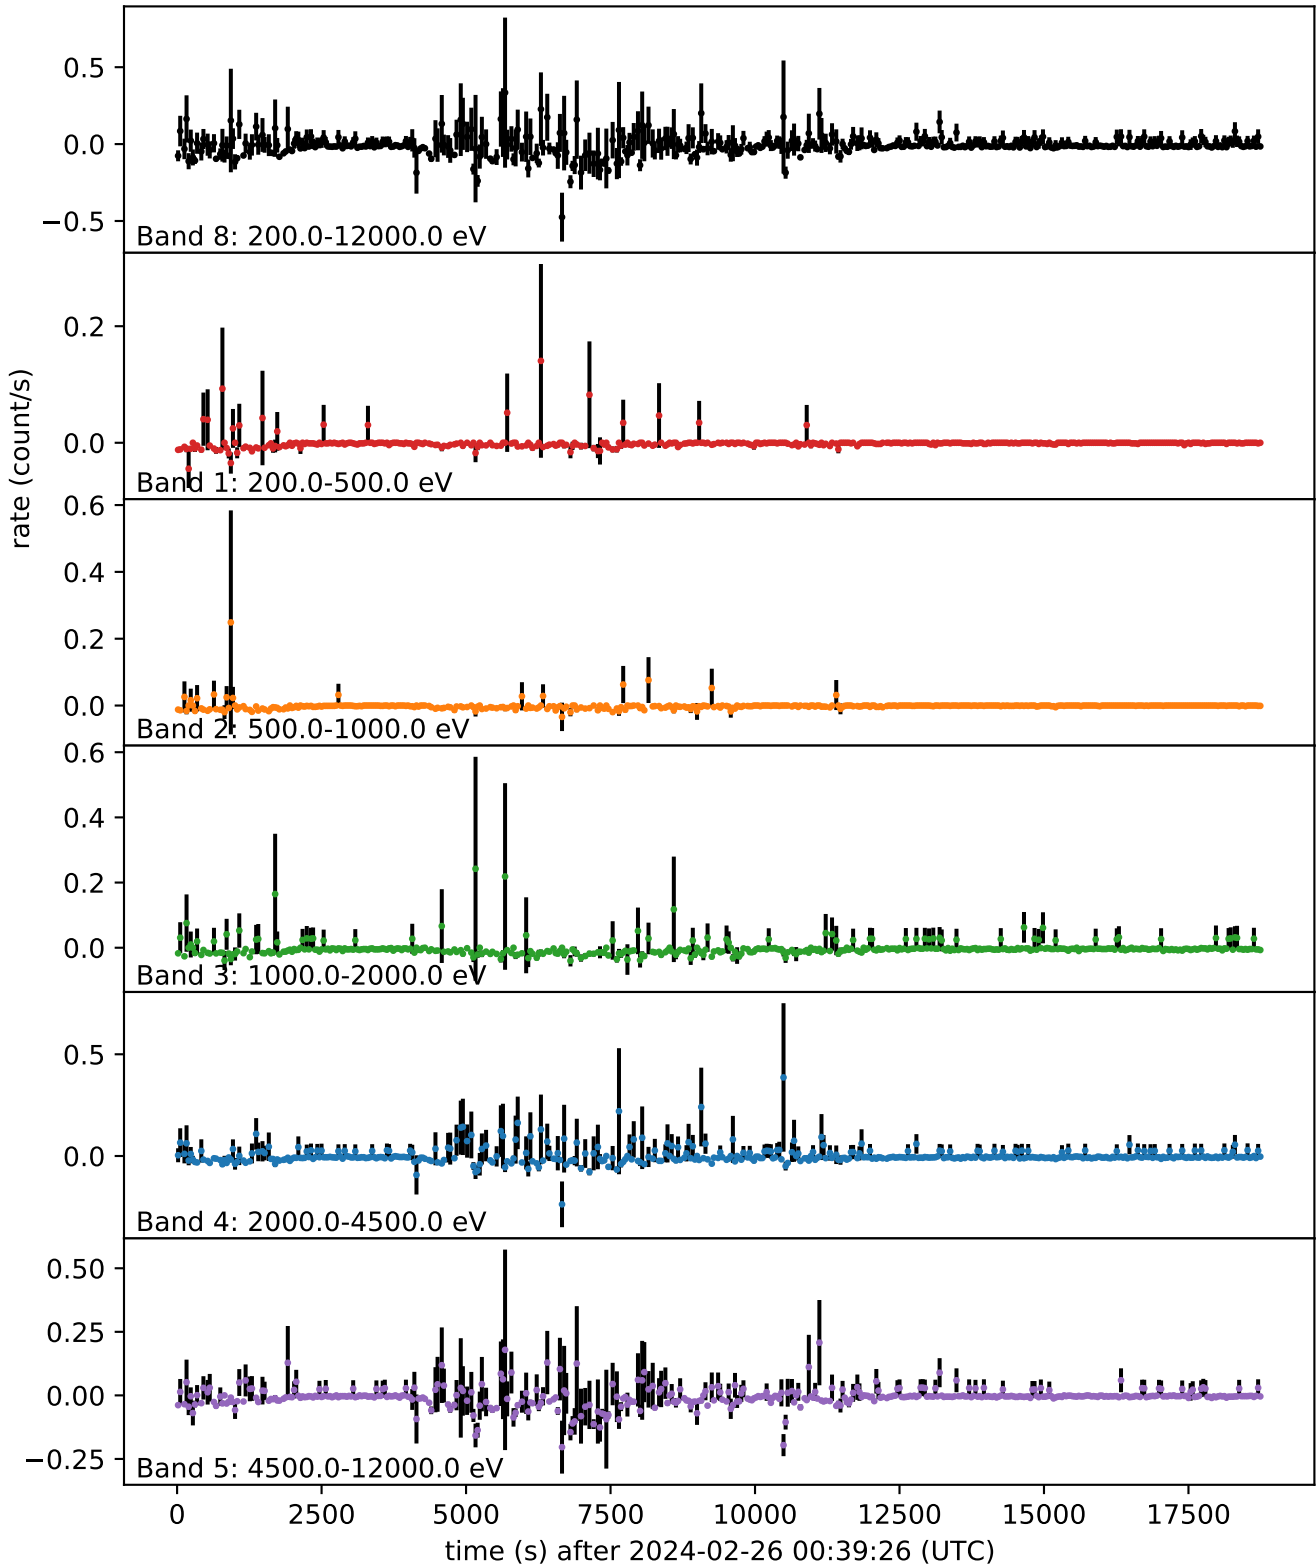 0.5
0.0
−0.5
Band 8: 200.0-12000.0 eV
0.2
0.0
Band 1: 200.0-500.0 eV
rate (count/s)
0.6
0.4
0.2
0.0
Band 2: 500.0-1000.0 eV
0.6
0.4
0.2
0.0
Band 3: 1000.0-2000.0 eV
0.5
0.0
Band 4: 2000.0-4500.0 eV
0.50
0.25
0.00
−0.25
Band 5: 4500.0-12000.0 eV
0 2500 5000 7500 10000 12500 15000 17500
time (s) after 2024-02-26 00:39:26 (UTC)